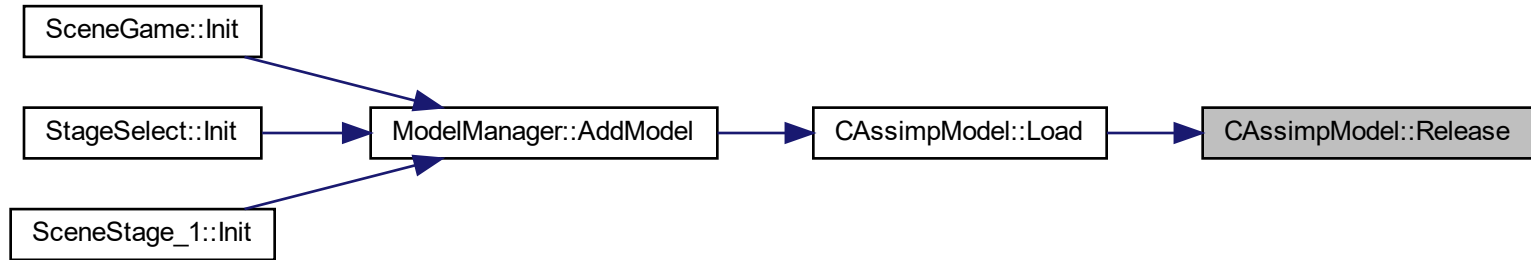 SceneGame::Init
StageSelect::Init
ModelManager::AddModel
CAssimpModel::Load
CAssimpModel::Release
SceneStage_1::Init